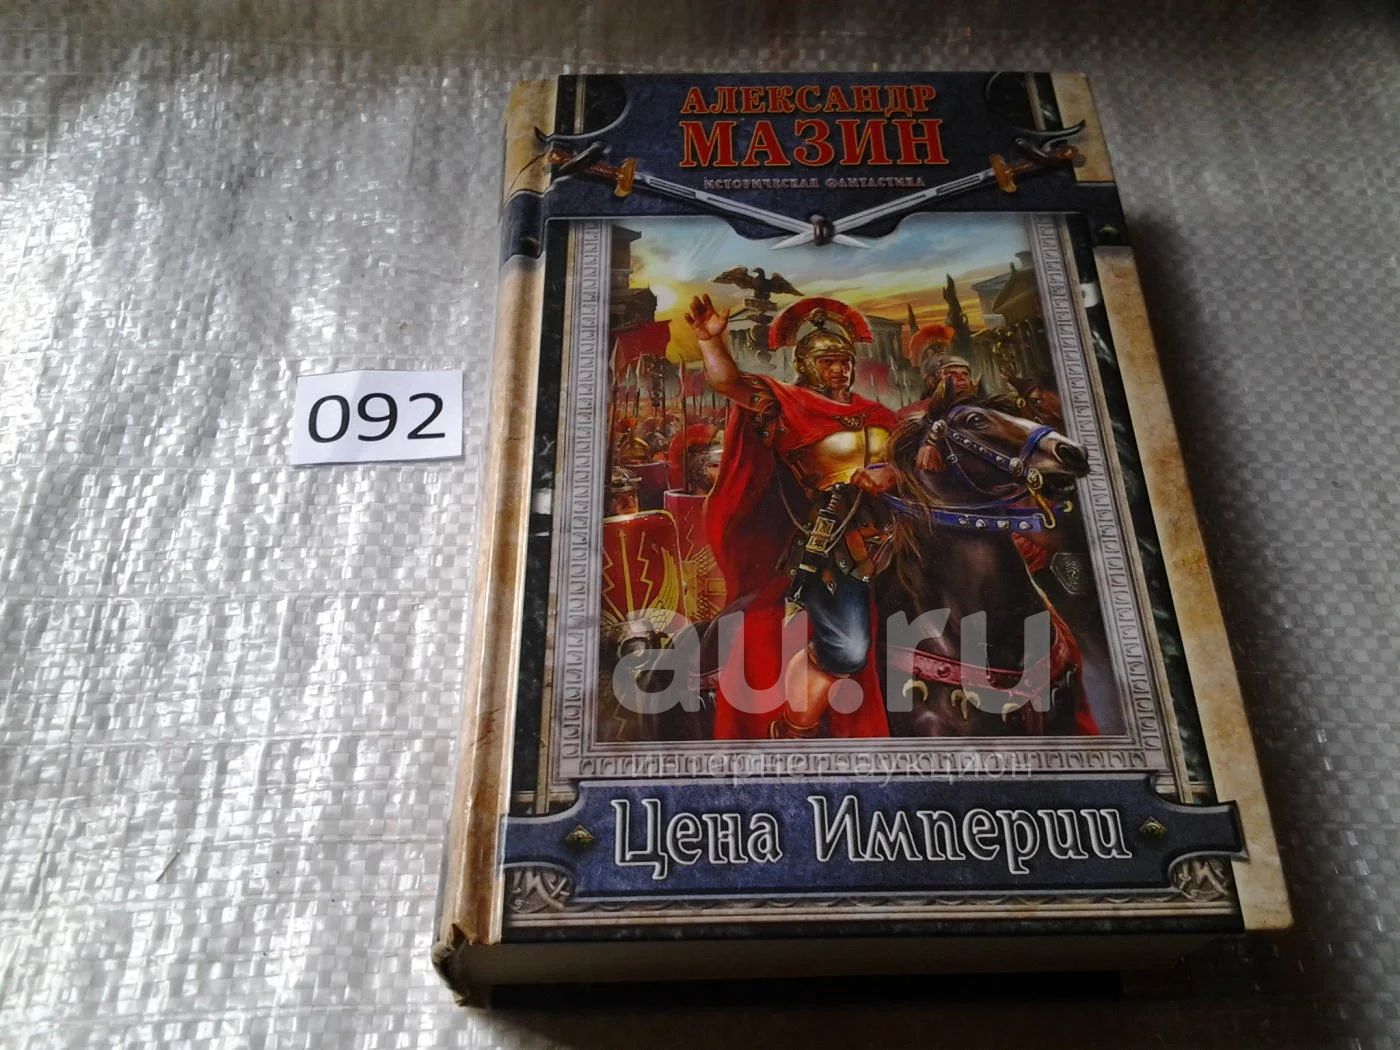 АЛЕКСАНДР
МАЗИН
ИСТОРИЧЕСКАЯ ФАНТАСТИКА
092
au.ru
интернет-аукцион
Цена Империи